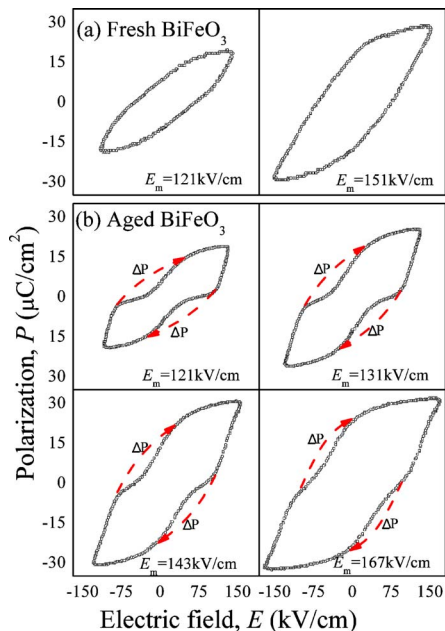 (a) Fresh BiFeO3
30
15
0
-15
-30
Em=121kV/cm
Em=151kV/cm
(b) Aged BiFeO3
30
15
0
15
30
ΔP
ΔP
Em=121kV/cm
ΔP
ΔP
Em=131kV/cm
30
15
0
-15
-30
ΔP
ΔP
Em=143kV/cm
ΔP
ΔP
Em=167kV/cm
-150 -75 0 75 150 -150 -75 0 75 150
Polarization, P (μC/cm2)
Electric field, E (kV/cm)